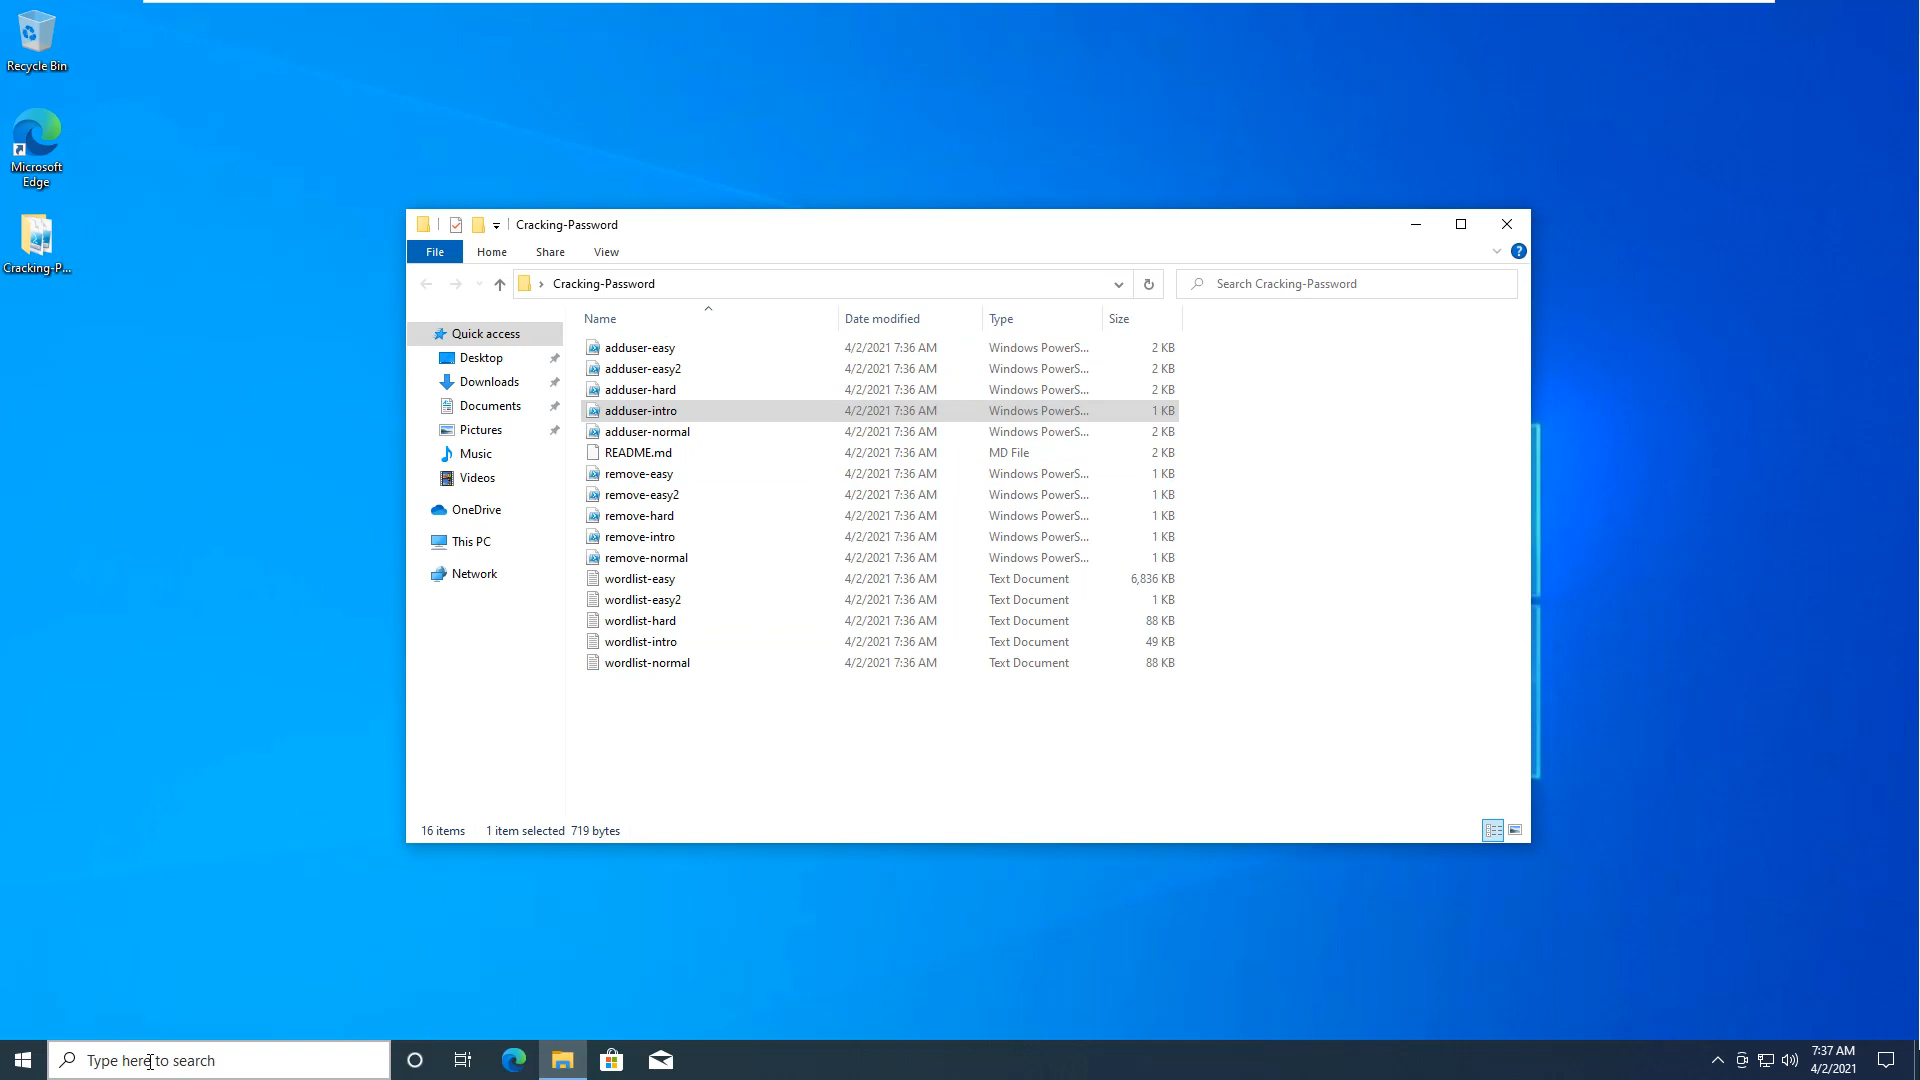 Recycle Bin
Microsoft
Edge
Cracking-P...
Cracking-Password
File Home Share View
Cracking-Password
Search Cracking-Password
Name Date modified Type Size
Quick access
Desktop
Downloads
Documents
Pictures
Music
Videos
OneDrive
This PC
Network
adduser-easy 4/2/2021 7:36 AM Windows PowerS... 2 KB
adduser-easy2 4/2/2021 7:36 AM Windows PowerS... 2 KB
adduser-hard 4/2/2021 7:36 AM Windows PowerS... 2 KB
adduser-intro 4/2/2021 7:36 AM Windows PowerS... 1 KB
adduser-normal 4/2/2021 7:36 AM Windows PowerS... 2 KB
README.md 4/2/2021 7:36 AM MD File 2 KB
remove-easy 4/2/2021 7:36 AM Windows PowerS... 1 KB
remove-easy2 4/2/2021 7:36 AM Windows PowerS... 1 KB
remove-hard 4/2/2021 7:36 AM Windows PowerS... 1 KB
remove-intro 4/2/2021 7:36 AM Windows PowerS... 1 KB
remove-normal 4/2/2021 7:36 AM Windows PowerS... 1 KB
wordlist-easy 4/2/2021 7:36 AM Text Document 6,836 KB
wordlist-easy2 4/2/2021 7:36 AM Text Document 1 KB
wordlist-hard 4/2/2021 7:36 AM Text Document 88 KB
wordlist-intro 4/2/2021 7:36 AM Text Document 49 KB
wordlist-normal 4/2/2021 7:36 AM Text Document 88 KB
16 items 1 item selected 719 bytes
Type here to search
7:37 AM
4/2/2021